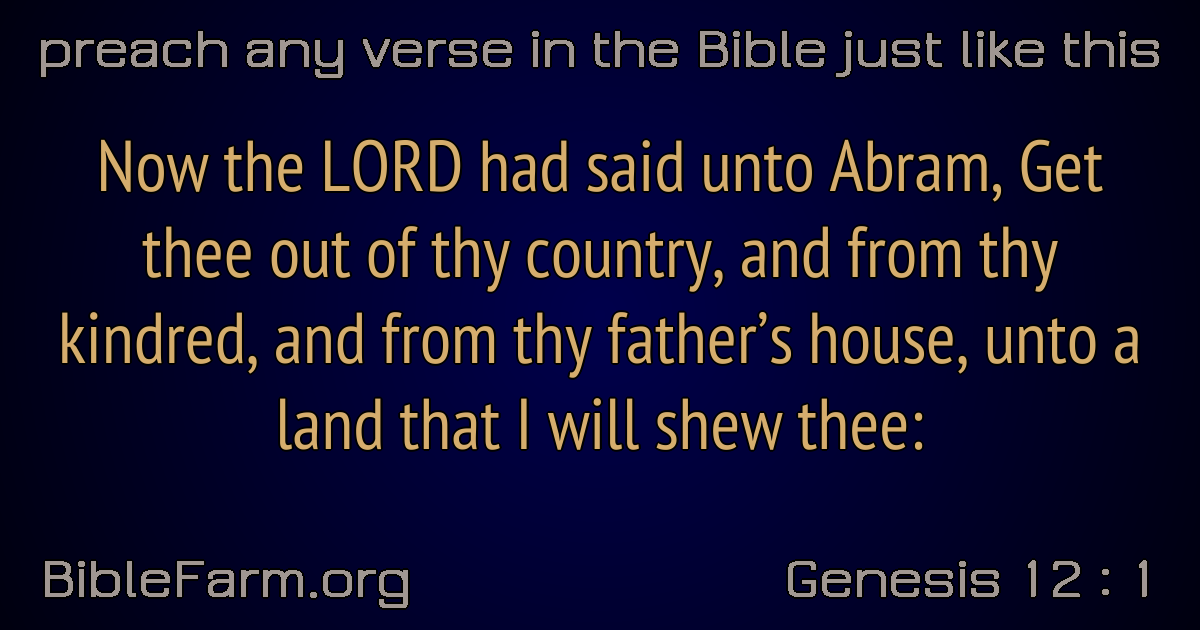 preach any verse in the Bible just like this
Now the LORD had said unto Abram, Get
thee out of thy country, and from thy
kindred, and from thy father’s house, unto a
land that I will shew thee:
BibleFarm.org
Genesis 12 : 1